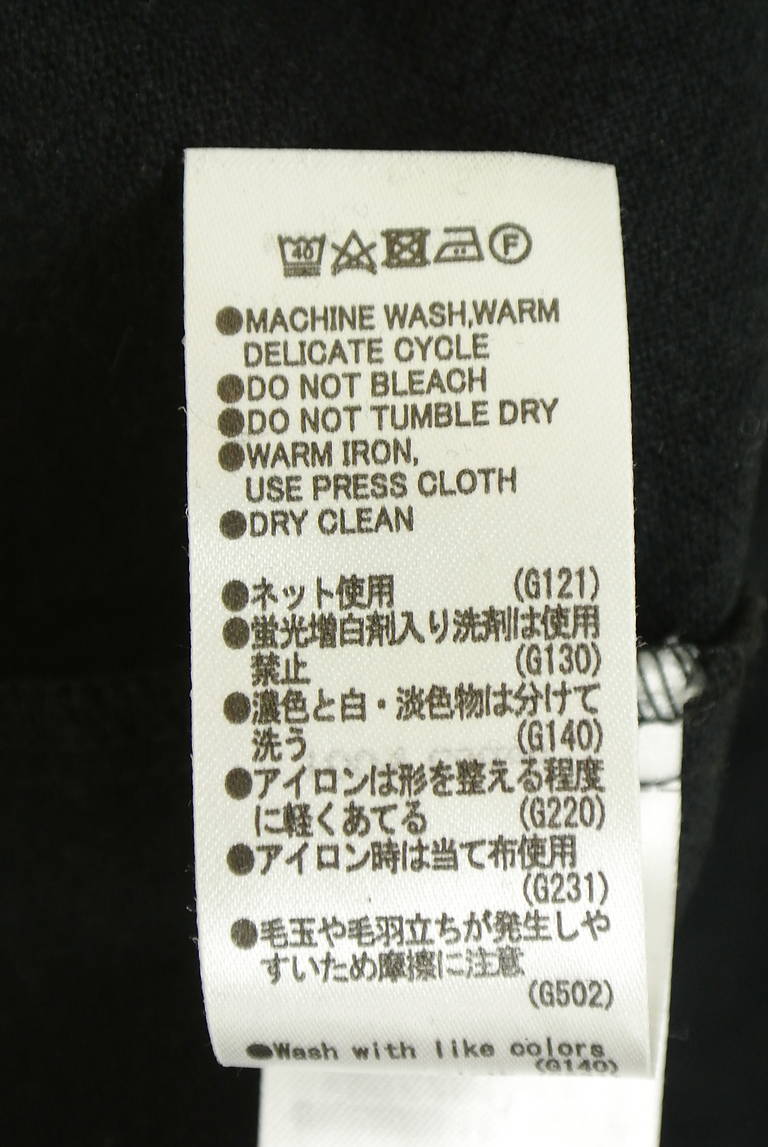 40 F
●MACHINE WASH,WARM
DELICATE CYCLE
●DO NOT BLEACH
●DO NOT TUMBLE DRY
●WARM IRON,
USE PRESS CLOTH
●DRY CLEAN
●ネット使用 (G121)
●蛍光増白剤入り洗剤は使用
禁止 (G130)
●濃色と白・淡色物は分けて
洗う (G140)
●アイロンは形を整える程度
に軽くあてる (G220)
●アイロン時は当て布使用
(G231)
●毛玉や毛羽立ちが発生しや
すいため摩擦に注意
(G502)
●Wash with like colors
(G140)